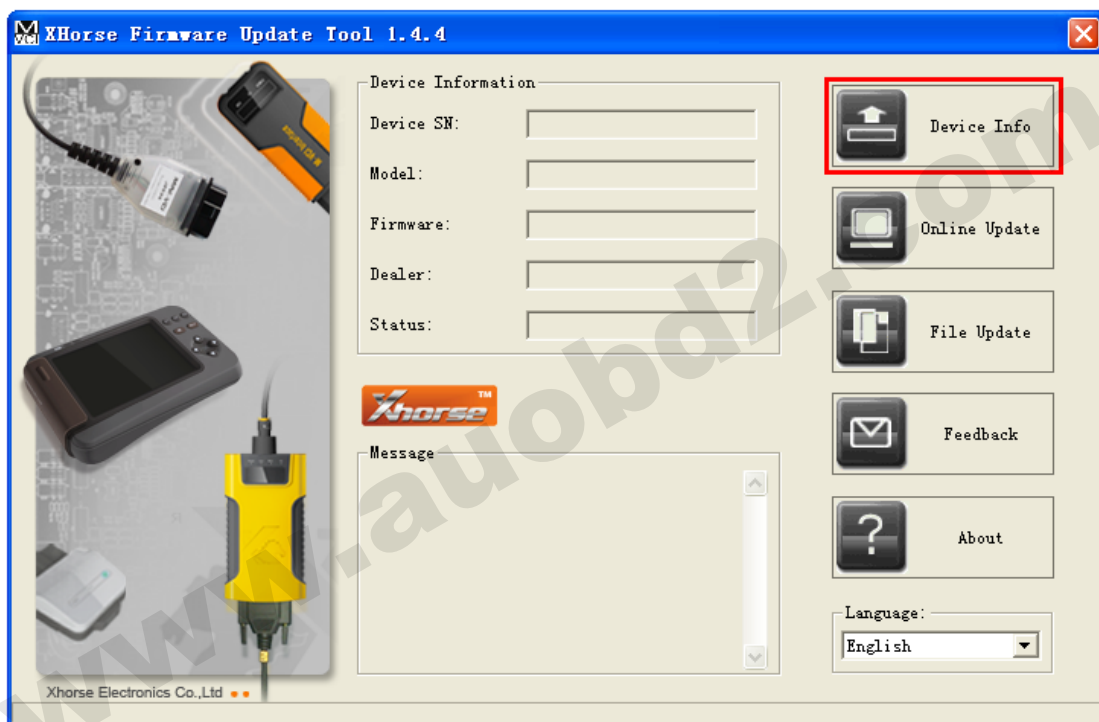 XHorse Firmware Update Tool 1.4.4
Device Information
Device SN:
Model:
Firmware:
Dealer:
Status:
Xhorse TM
Message
Device Info
Online Update
File Update
Feedback
About
Language:
English
Xhorse Electronics Co.,Ltd
www.auobd2.com